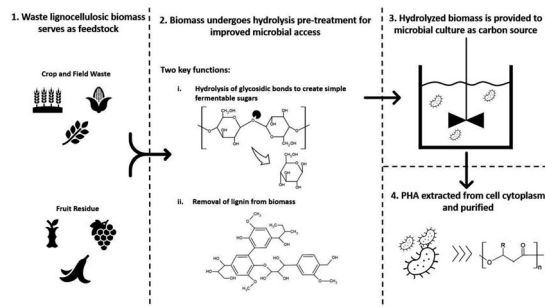 1. Waste lignocellulosic biomass
serves as feedstock
Crop and Field Waste
Fruit Residue
2. Biomass undergoes hydrolysis pre-treatment for
improved microbial access
Two key functions:
i. Hydrolysis of glycosidic bonds to create simple
fermentable sugars
ii. Removal of lignin from biomass
3. Hydrolyzed biomass is provided to
microbial culture as carbon source
4. PHA extracted from cell cytoplasm
and purified
R
O
O
n